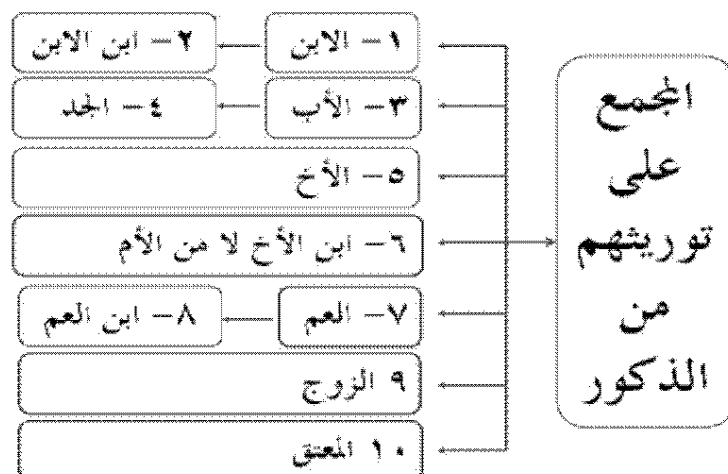 المجمع
على
توريثهم
من
الذكور
١- الابن
٢- ابن الابن
٣- الأب
٤- الجد
٥- الأخ
٦- ابن الأخ لا من الأم
٧- العم
٨- ابن العم
٩ الزوج
١٠ المعتق